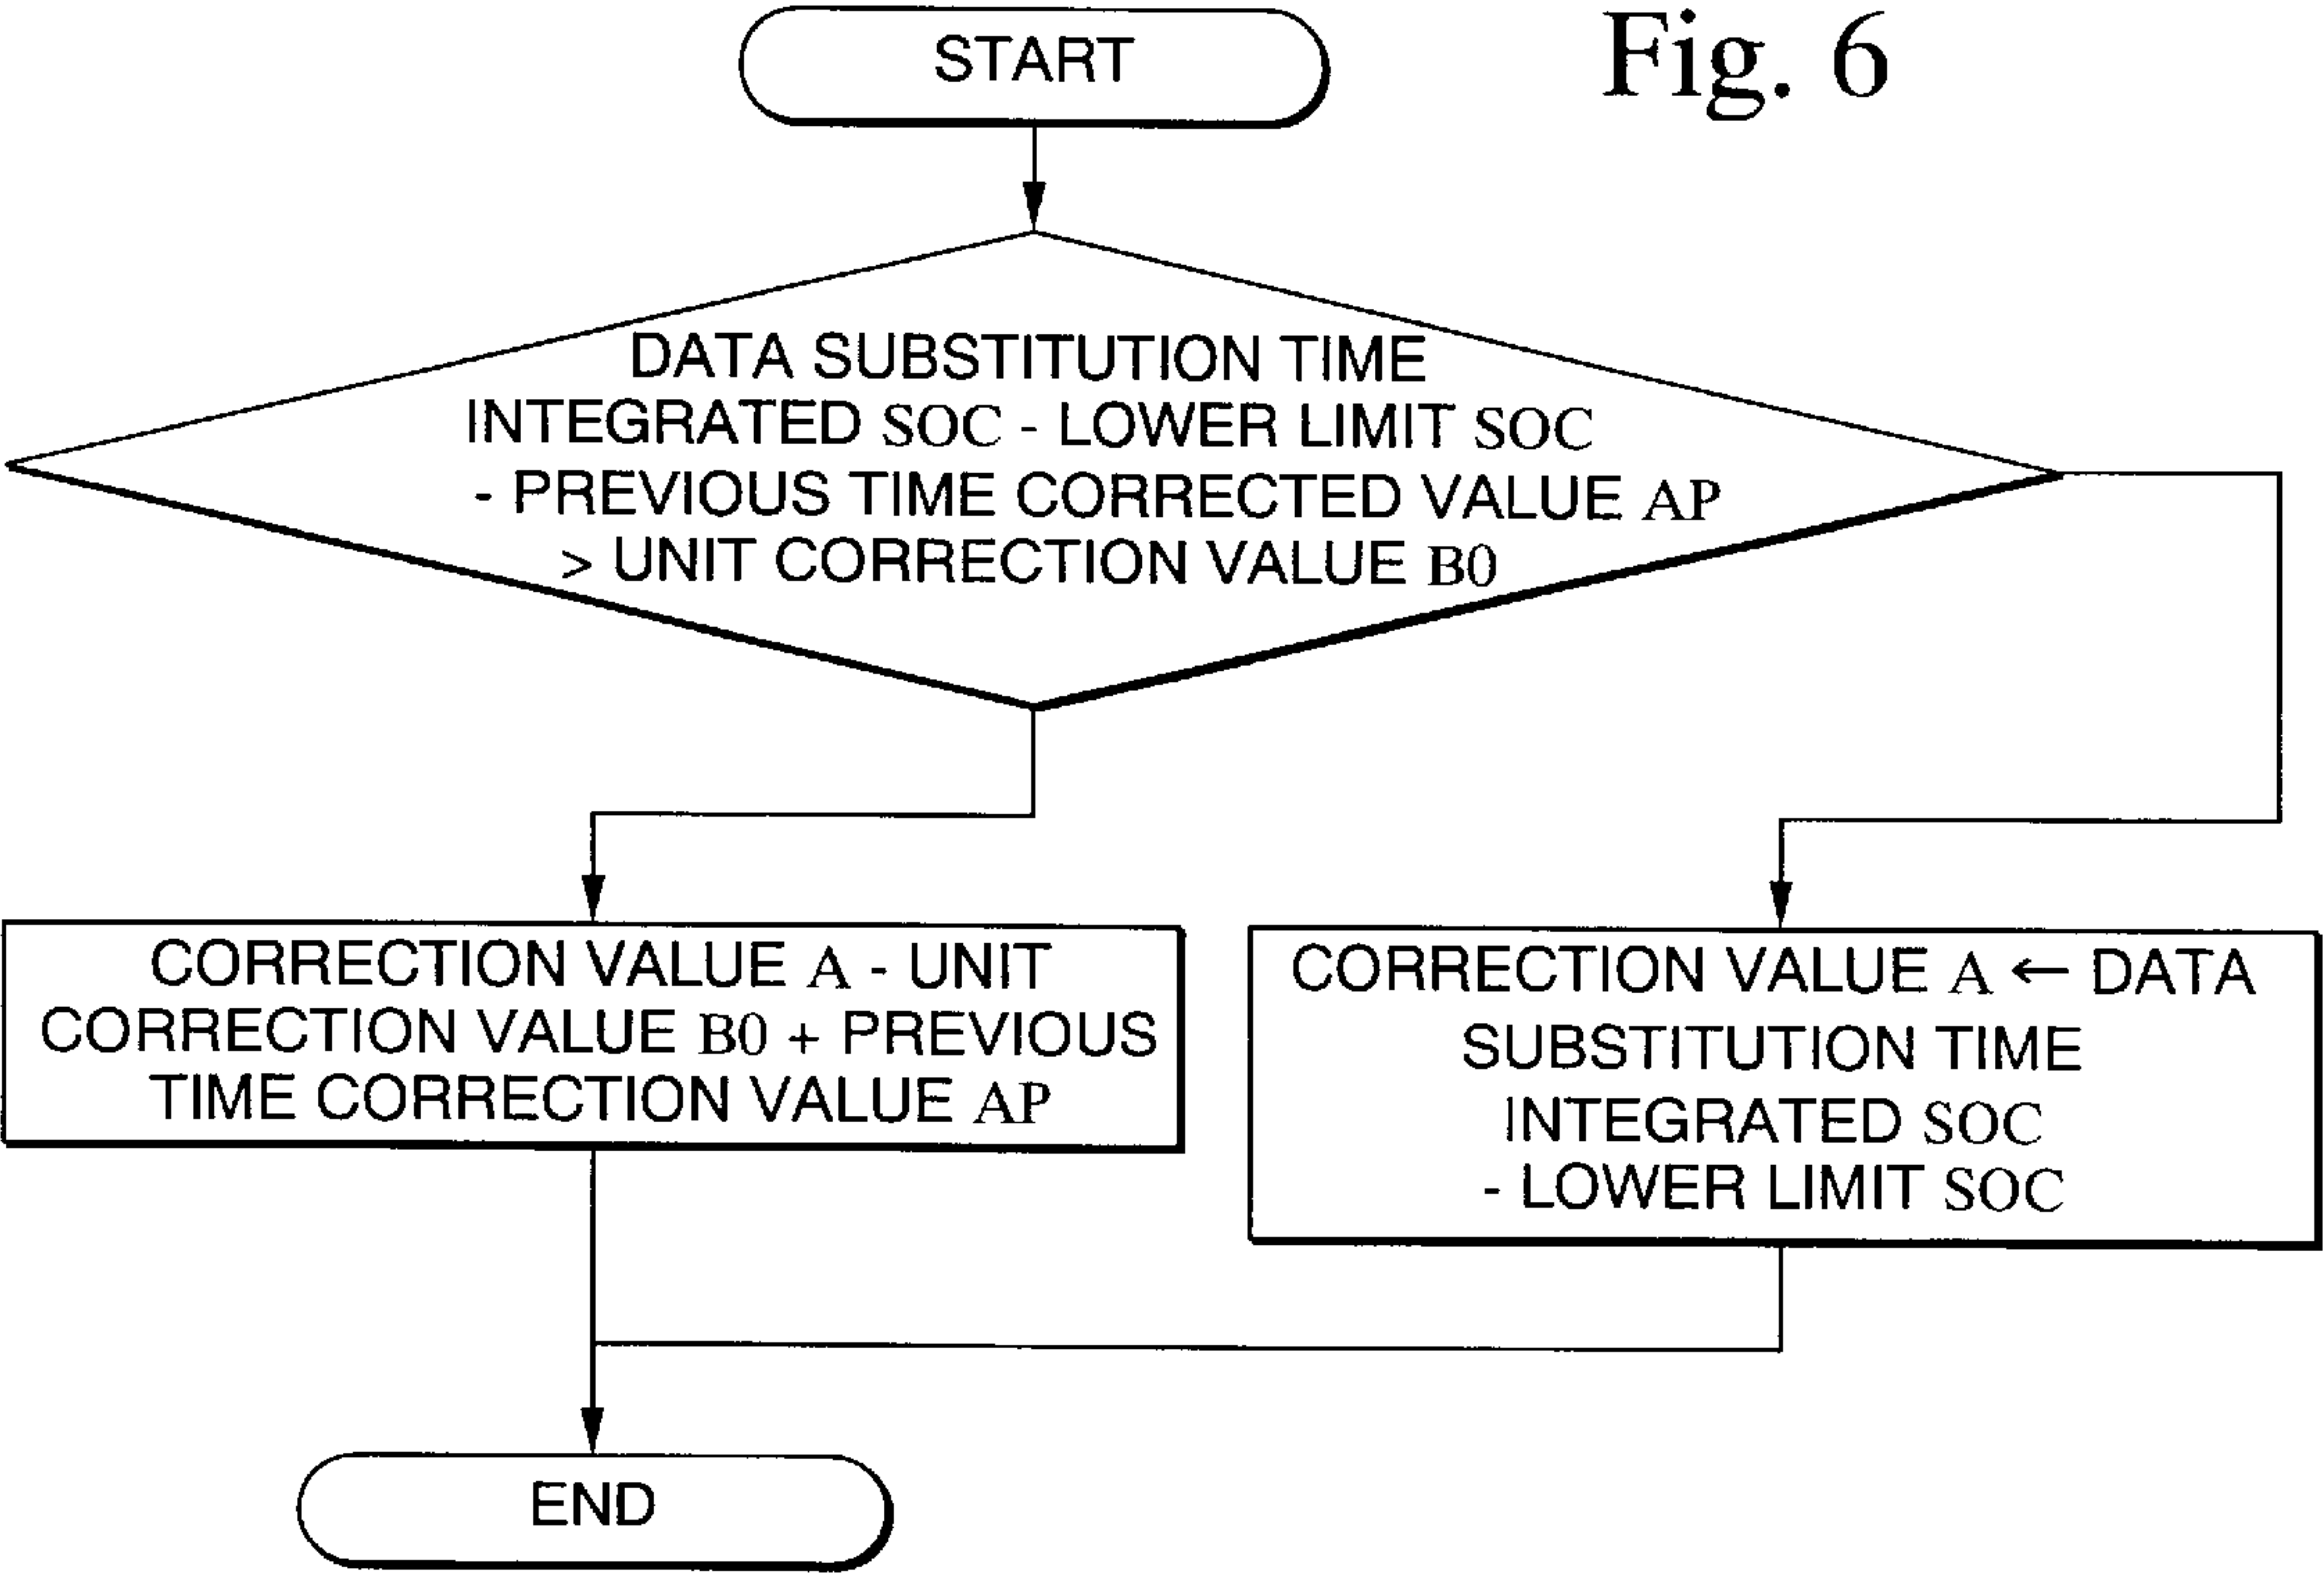 Fig. 6
START
DATA SUBSTITUTION TIME
INTEGRATED SOC - LOWER LIMIT SOC
- PREVIOUS TIME CORRECTED VALUE AP
> UNIT CORRECTION VALUE B0
CORRECTION VALUE A - UNIT
CORRECTION VALUE B0 + PREVIOUS
TIME CORRECTION VALUE AP
CORRECTION VALUE A ← DATA
SUBSTITUTION TIME
INTEGRATED SOC
- LOWER LIMIT SOC
END